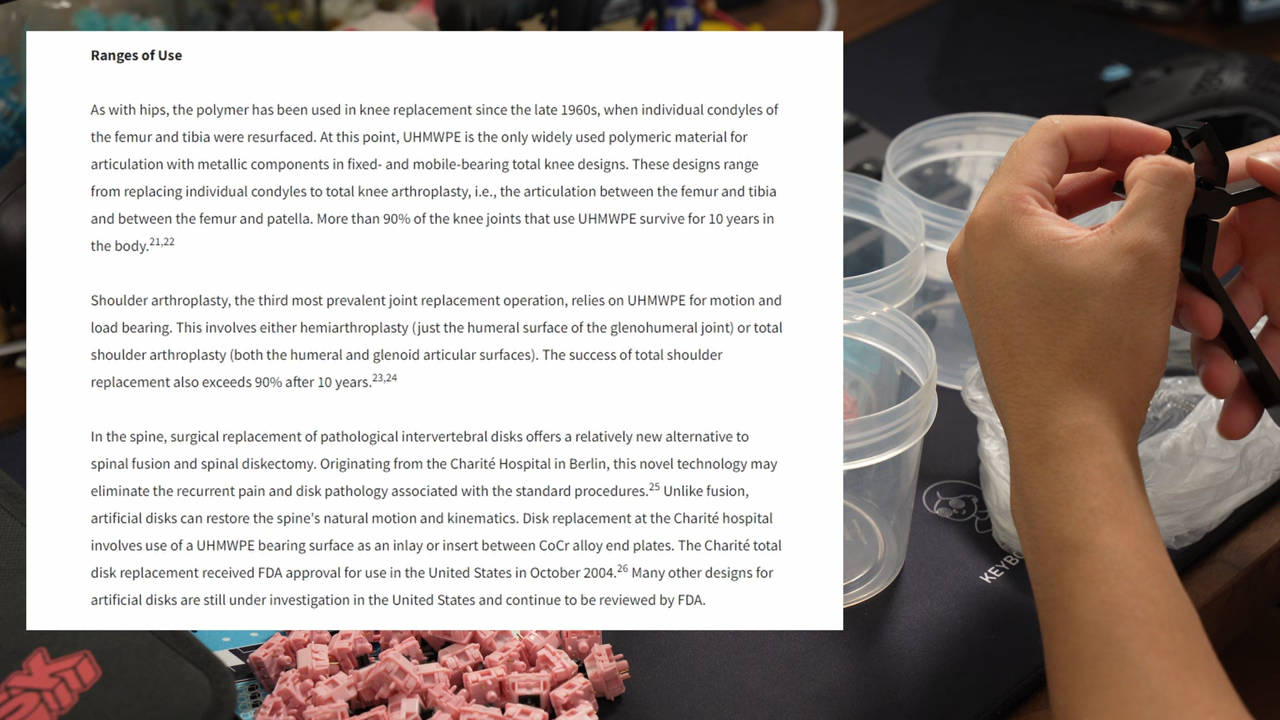 Ranges of Use
As with hips, the polymer has been used in knee replacement since the late 1960s, when individual condyles of
the femur and tibia were resurfaced. At this point, UHMWPE is the only widely used polymeric material for
articulation with metallic components in fixed- and mobile-bearing total knee designs. These designs range
from replacing individual condyles to total knee arthroplasty, i.e., the articulation between the femur and tibia
and between the femur and patella. More than 90% of the knee joints that use UHMWPE survive for 10 years in
the body.21,22
Shoulder arthroplasty, the third most prevalent joint replacement operation, relies on UHMWPE for motion and
load bearing. This involves either hemiarthroplasty (just the humeral surface of the glenohumeral joint) or total
shoulder arthroplasty (both the humeral and glenoid articular surfaces). The success of total shoulder
replacement also exceeds 90% after 10 years.23,24
In the spine, surgical replacement of pathological intervertebral disks offers a relatively new alternative to
spinal fusion and spinal diskectomy. Originating from the Charité Hospital in Berlin, this novel technology may
eliminate the recurrent pain and disk pathology associated with the standard procedures.25 Unlike fusion,
artificial disks can restore the spine's natural motion and kinematics. Disk replacement at the Charité hospital
involves use of a UHMWPE bearing surface as an inlay or insert between CoCr alloy end plates. The Charité total
disk replacement received FDA approval for use in the United States in October 2004.26 Many other designs for
artificial disks are still under investigation in the United States and continue to be reviewed by FDA.